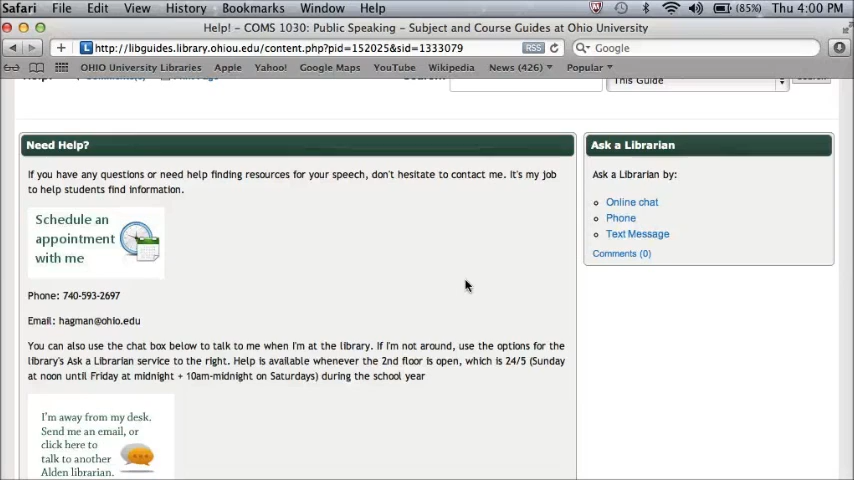 Safari File Edit View History Bookmarks Window Help (85%) Thu 4:00 PM
Help! - COMS 1030: Public Speaking - Subject and Course Guides at Ohio University
http://libguides.library.ohiou.edu/content.php?pid=152025&sid=1333079 RSS Google
OHIO University Libraries Apple Yahoo! Google Maps YouTube Wikipedia News (426) Popular
This Guide
Need Help?
If you have any questions or need help finding resources for your speech, don't hesitate to contact me. It's my job
to help students find information.
Schedule an
appointment
with me
Phone: 740-593-2697
Email: hagman@ohio.edu
You can also use the chat box below to talk to me when I'm at the library. If I'm not around, use the options for the
library's Ask a Librarian service to the right. Help is available whenever the 2nd floor is open, which is 24/5 (Sunday
at noon until Friday at midnight + 10am-midnight on Saturdays) during the school year
I'm away from my desk.
Send me an email, or
click here to
talk to another
Alden librarian.
Ask a Librarian
Ask a Librarian by:
Online chat
Phone
Text Message
Comments (0)